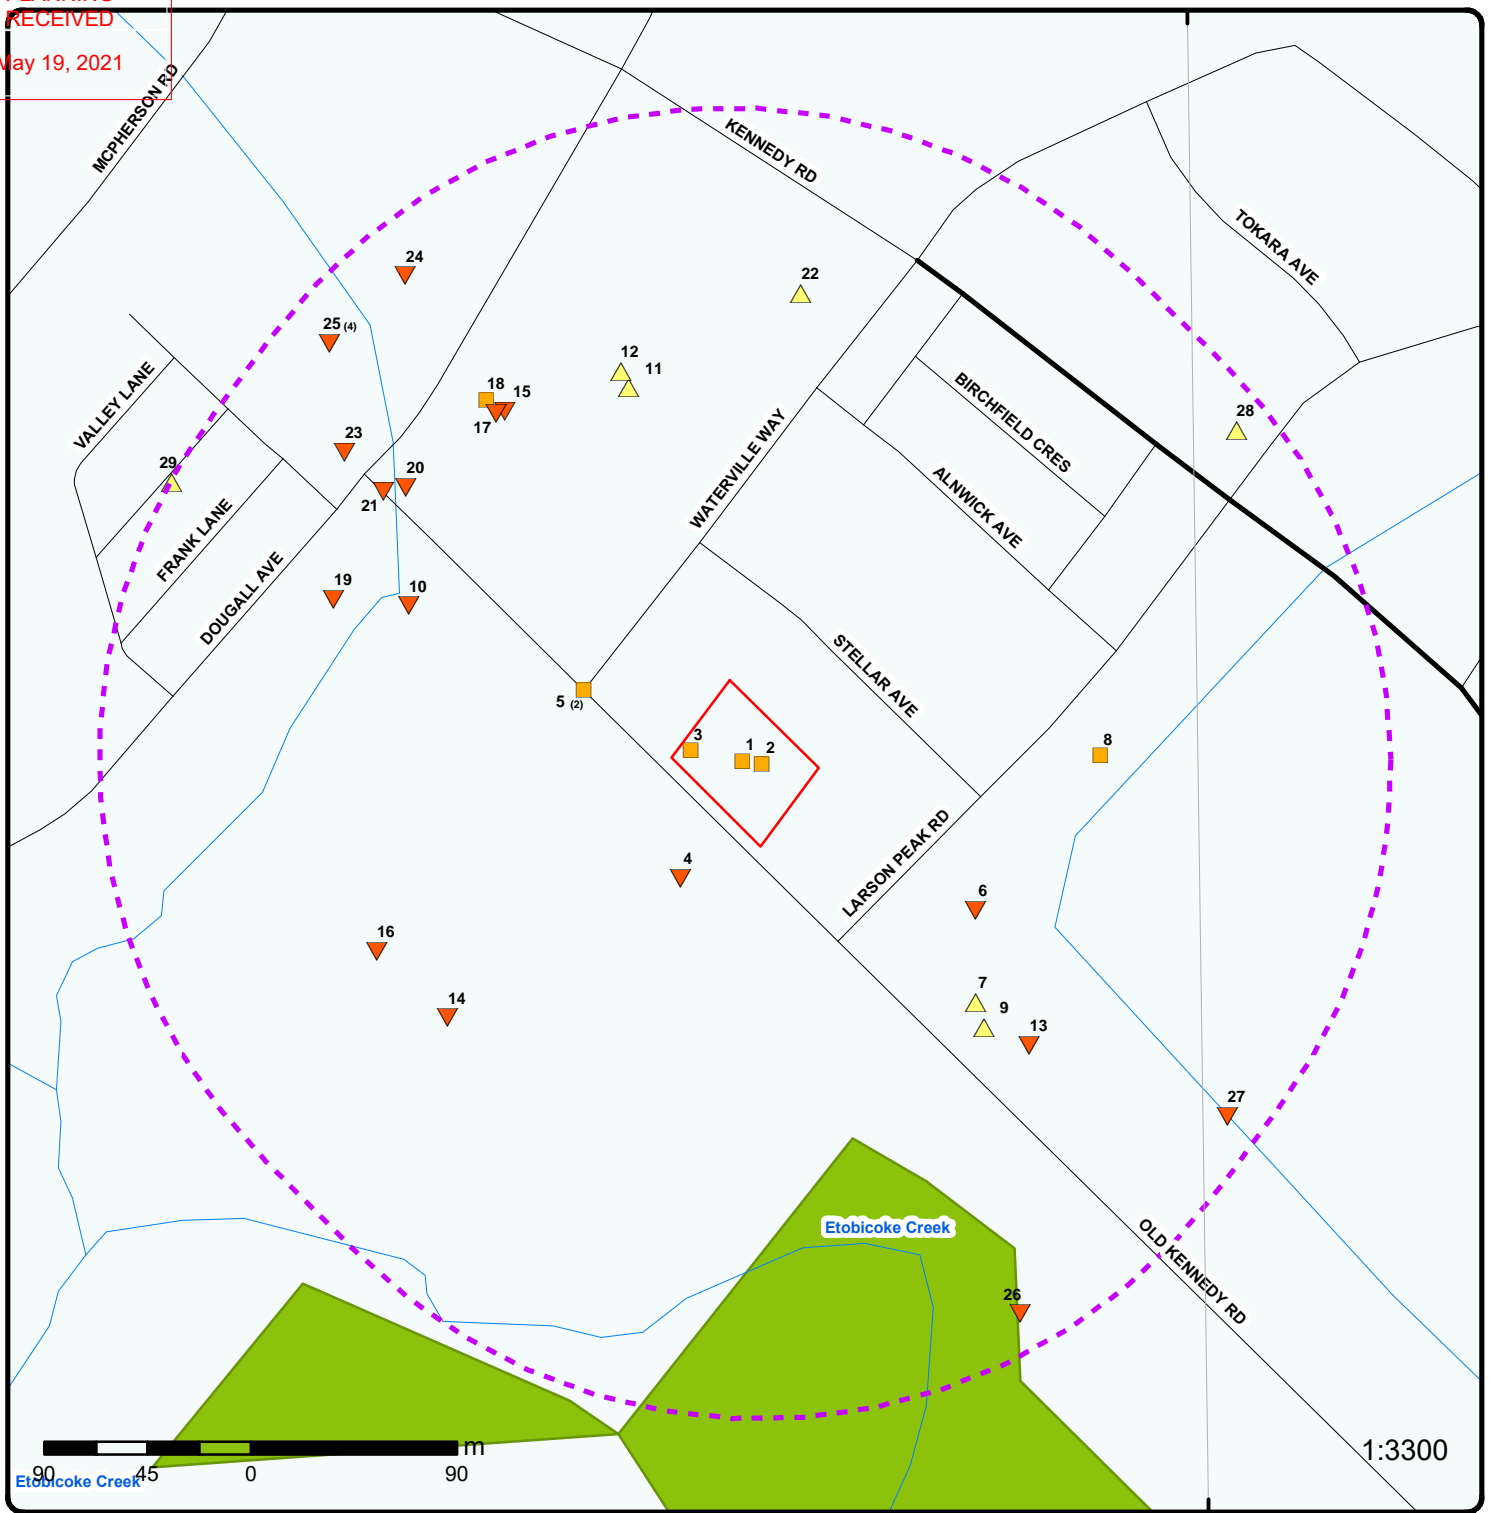 RECEIVED
May 19, 2021
MCPHERSON RD
KENNEDY RD
TOKARA AVE
24
22
25 (4)
12
11
VALLEY LANE
18
15
17
BIRCHFIELD CRES
28
23
WATERVILLE WAY
29
20
21
ALNWICK AVE
FRANK LANE
DOUGALL AVE
19
10
STELLAR AVE
5 (2)
3
1
2
8
4
LARSON PEAK RD
6
16
7
9
14
13
27
Etobicoke Creek
OLD KENNEDY RD
26
m
1:3300
90
45
0
90
Etobicoke Creek